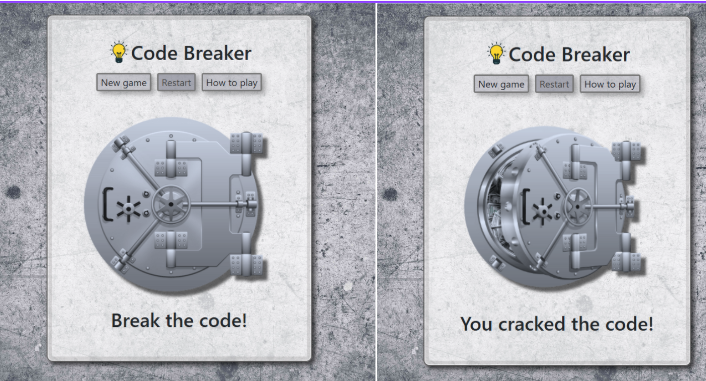 Code Breaker
New game Restart How to play
Break the code!
Code Breaker
New game Restart How to play
You cracked the code!